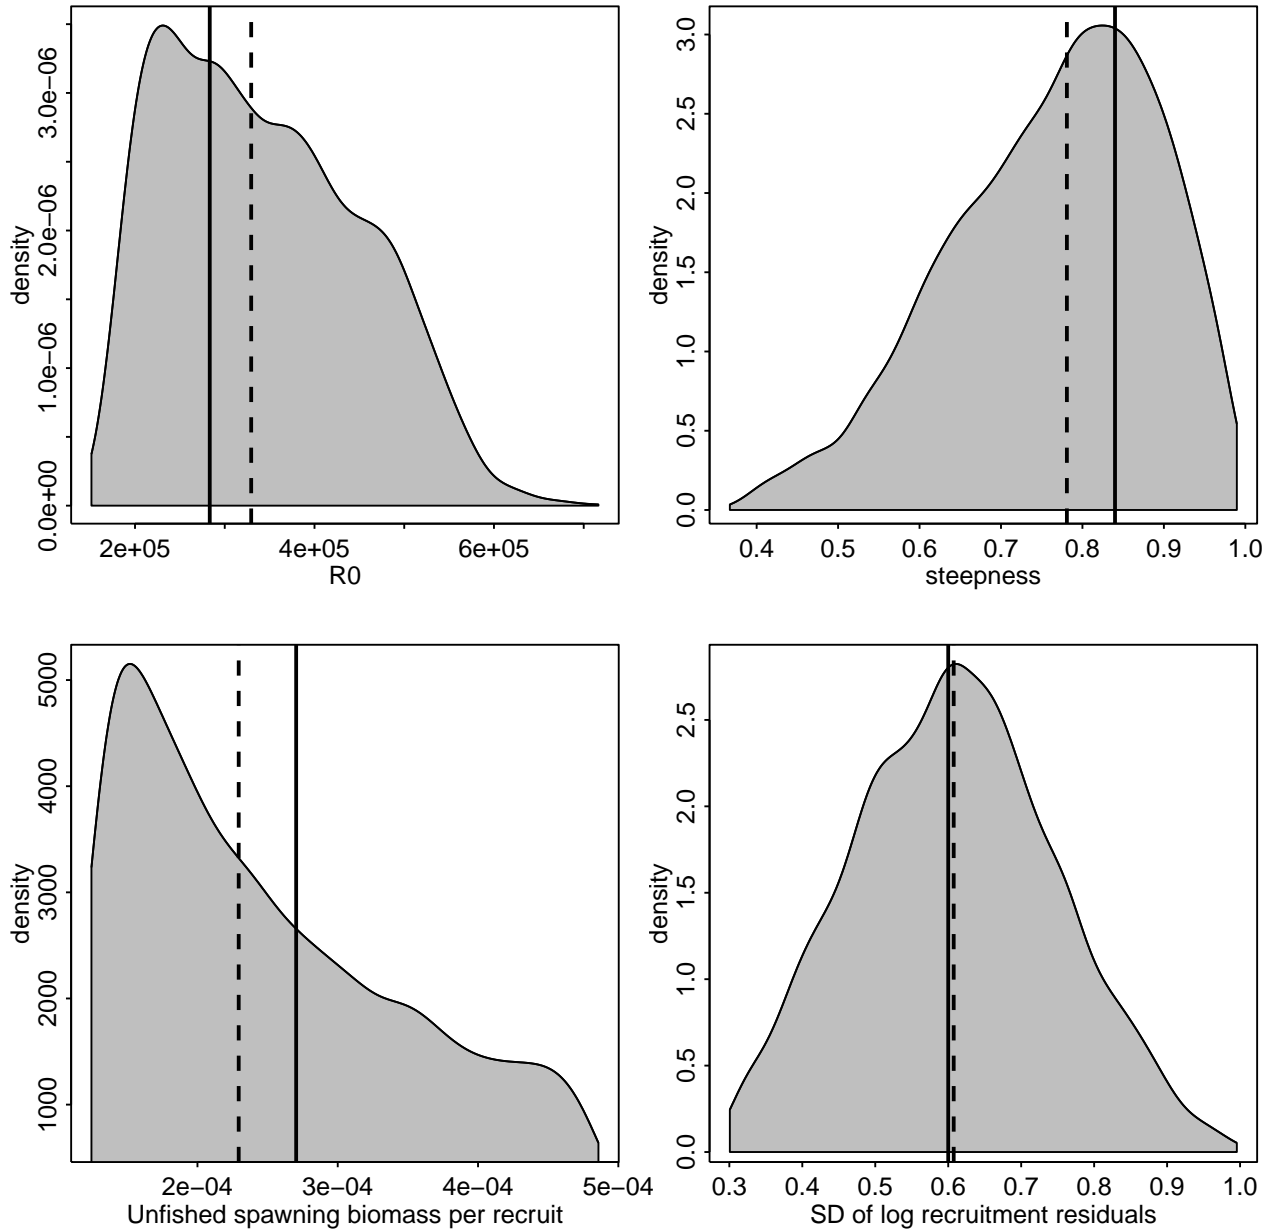 density
0.0e+00 1.0e−06 2.0e−06 3.0e−06
2e+05 4e+05 6e+05
R0
density
0.0 0.5 1.0 1.5 2.0 2.5 3.0
0.4 0.5 0.6 0.7 0.8 0.9 1.0
steepness
density
1000 2000 3000 4000 5000
2e−04 3e−04 4e−04 5e−04
Unfished spawning biomass per recruit
density
0.0 0.5 1.0 1.5 2.0 2.5
0.3 0.4 0.5 0.6 0.7 0.8 0.9 1.0
SD of log recruitment residuals